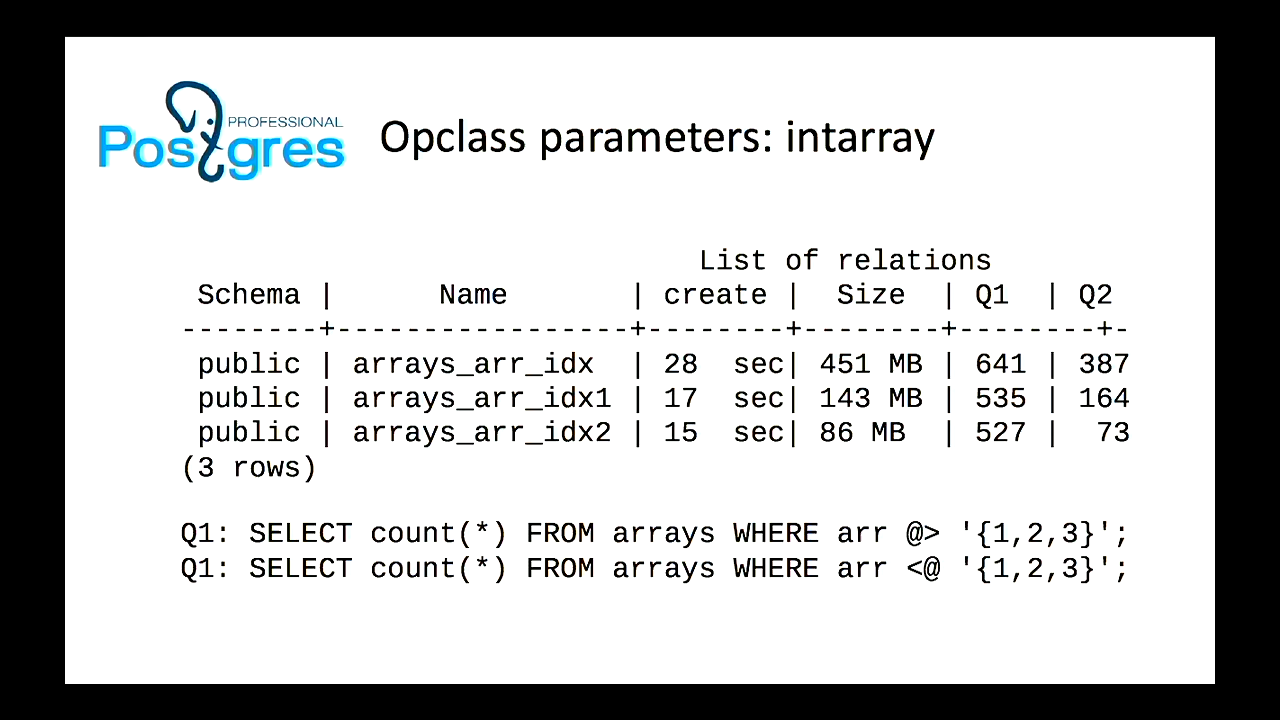 PROFESSIONAL
Postgres
Opclass parameters: intarray
List of relations
Schema | Name | create | Size | Q1 | Q2
--------+-----------------+--------+--------+--------+-
public | arrays_arr_idx | 28 sec| 451 MB | 641 | 387
public | arrays_arr_idx1 | 17 sec| 143 MB | 535 | 164
public | arrays_arr_idx2 | 15 sec| 86 MB | 527 | 73
(3 rows)
Q1: SELECT count(*) FROM arrays WHERE arr @> '{1,2,3}';
Q1: SELECT count(*) FROM arrays WHERE arr <@ '{1,2,3}';